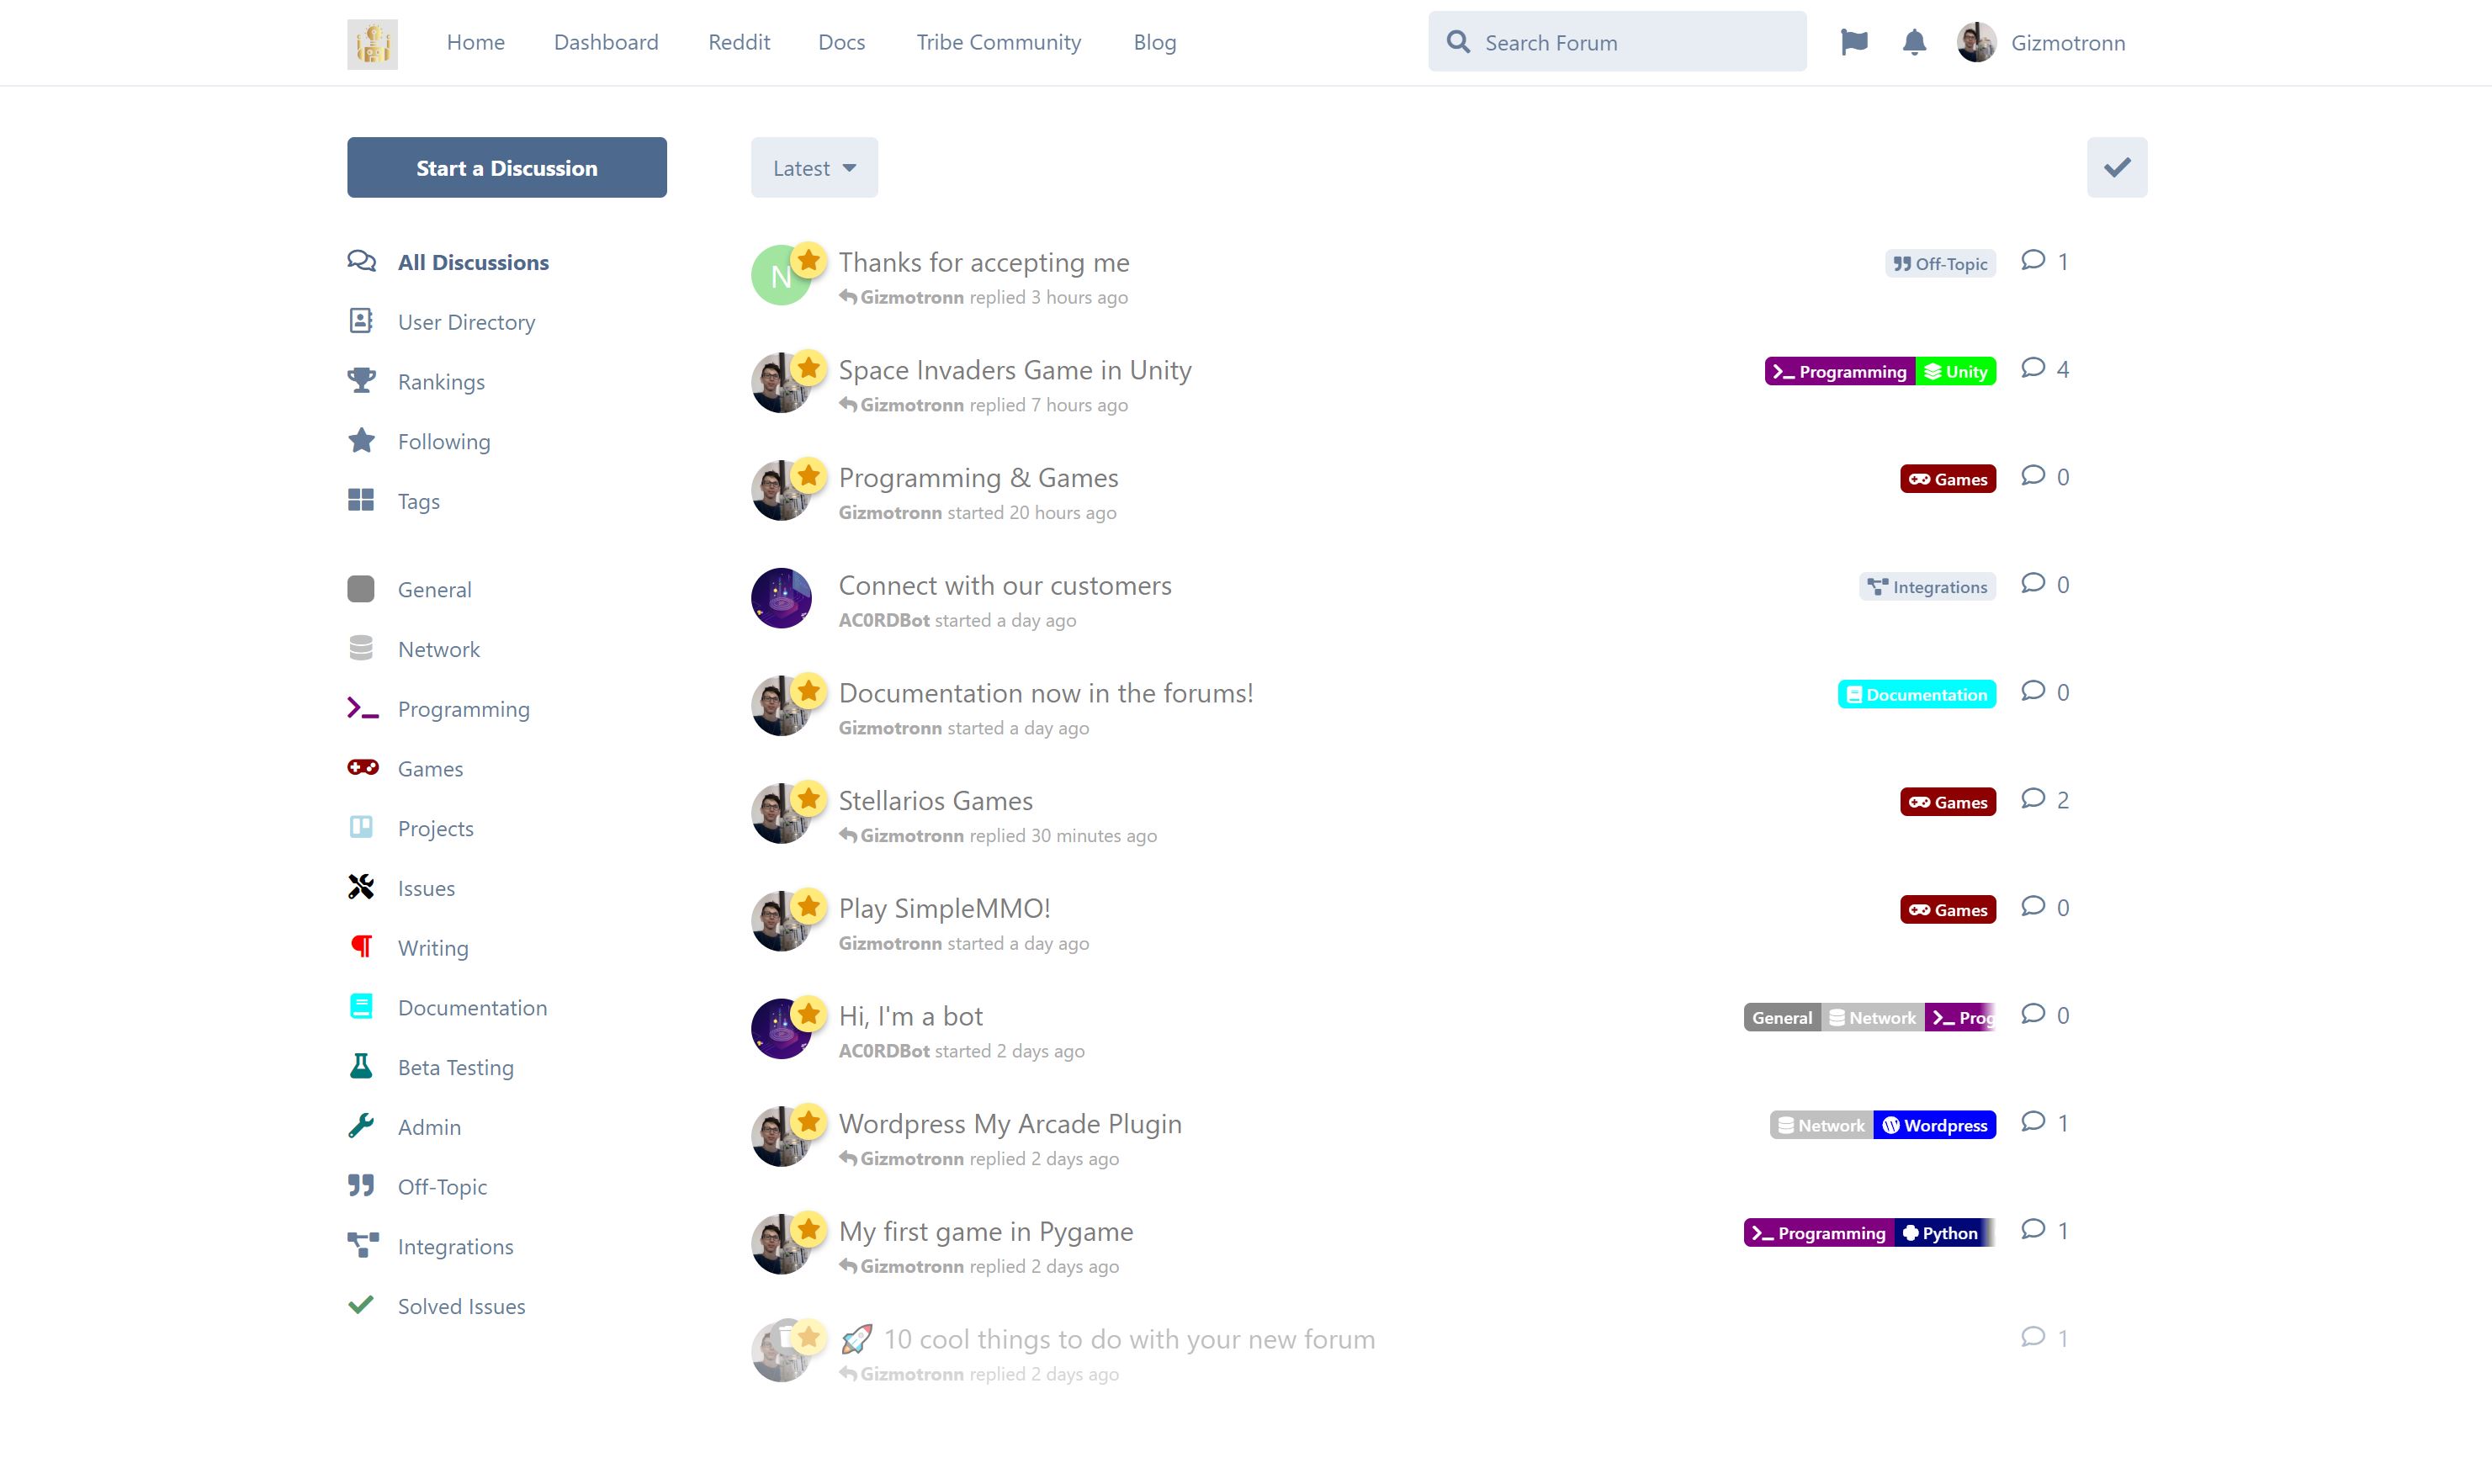 Home Dashboard Reddit Docs Tribe Community Blog Search Forum Gizmotronn
Start a Discussion
Latest
All Discussions
User Directory
Rankings
Following
Tags
General
Network
Programming
Games
Projects
Issues
Writing
Documentation
Beta Testing
Admin
Off-Topic
Integrations
Solved Issues
N
Thanks for accepting me Off-Topic 1
Gizmotronn replied 3 hours ago
Space Invaders Game in Unity Programming Unity 4
Gizmotronn replied 7 hours ago
Programming & Games Games 0
Gizmotronn started 20 hours ago
Connect with our customers Integrations 0
AC0RDBot started a day ago
Documentation now in the forums! Documentation 0
Gizmotronn started a day ago
Stellarios Games Games 2
Gizmotronn replied 30 minutes ago
Play SimpleMMO! Games 0
Gizmotronn started a day ago
Hi, I'm a bot General Network Prog 0
AC0RDBot started 2 days ago
Wordpress My Arcade Plugin Network Wordpress 1
Gizmotronn replied 2 days ago
My first game in Pygame Programming Python 1
Gizmotronn replied 2 days ago
🚀 10 cool things to do with your new forum 1
Gizmotronn replied 2 days ago